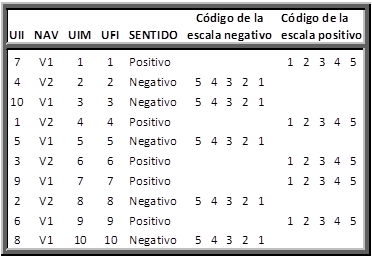 Código de la Código de la
UII NAV UIM UFI SENTIDO escala negativo escala positivo
7 V1 1 1 Positivo 1 2 3 4 5
4 V2 2 2 Negativo 5 4 3 2 1
10 V1 3 3 Negativo 5 4 3 2 1
1 V2 4 4 Positivo 1 2 3 4 5
5 V1 5 5 Negativo 5 4 3 2 1
3 V2 6 6 Positivo 1 2 3 4 5
9 V1 7 7 Positivo 1 2 3 4 5
2 V2 8 8 Negativo 5 4 3 2 1
6 V1 9 9 Positivo 1 2 3 4 5
8 V1 10 10 Negativo 5 4 3 2 1